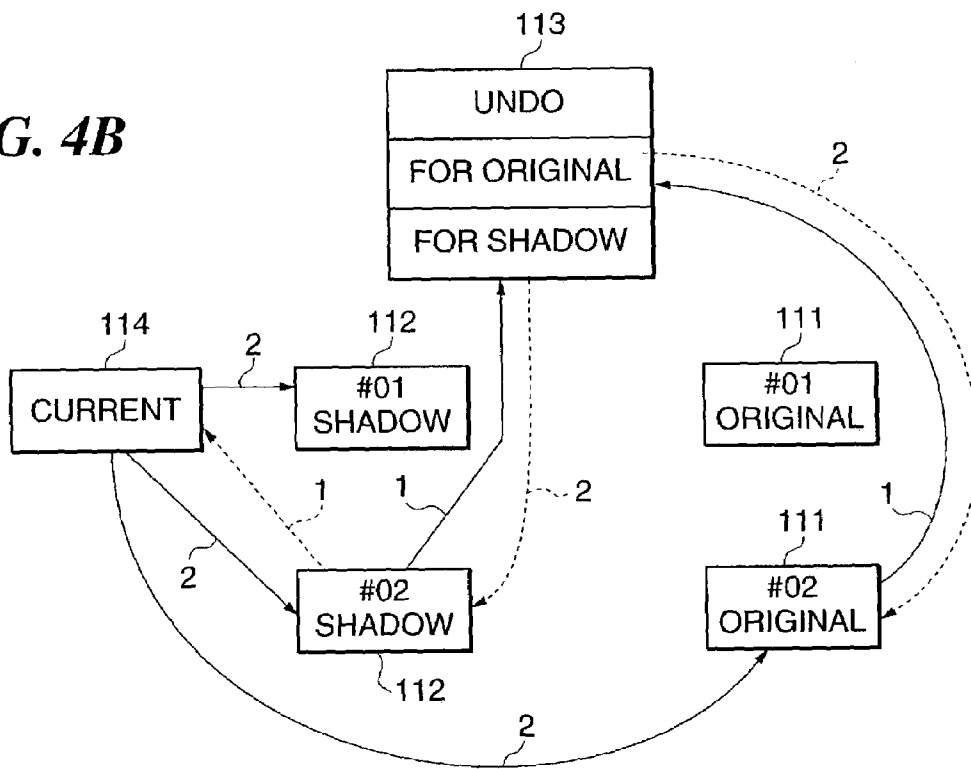 113
G. 4B
UNDO
FOR ORIGINAL
FOR SHADOW
2
114
2
112
111
CURRENT
#01
SHADOW
#01
ORIGINAL
1
1
2
1
2
111
#02
SHADOW
#02
ORIGINAL
112
2